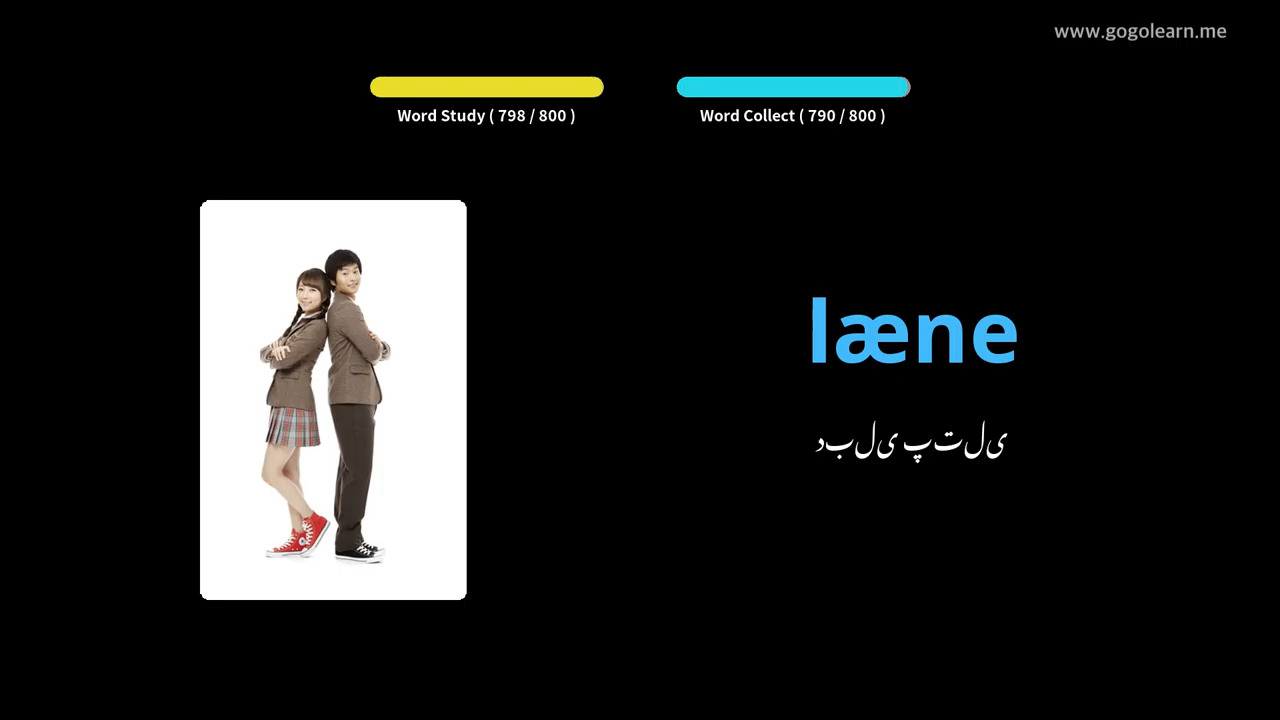 www.gogolearn.me
Word Study ( 798 / 800 )
Word Collect ( 790 / 800 )
læne
دبلی پتلی